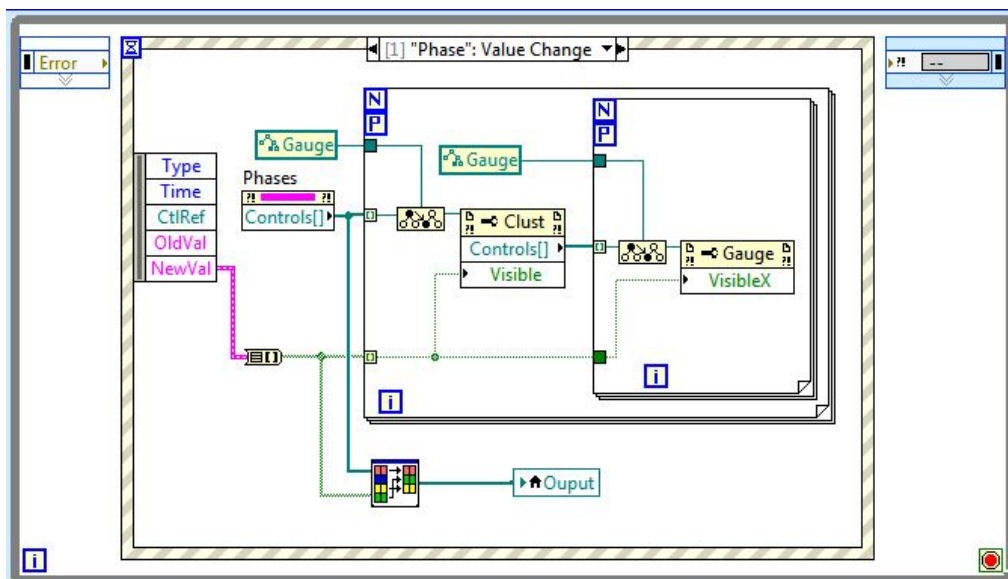 [1] "Phase": Value Change
Error
?! --
N
P
N
P
Gauge
Gauge
Type
Time
CtlRef
OldVal
NewVal
Phases
?! ?!
Controls[]
?! Clust ?!
Controls[]
Visible
?! Gauge ?!
VisibleX
i
i
Ouput
i